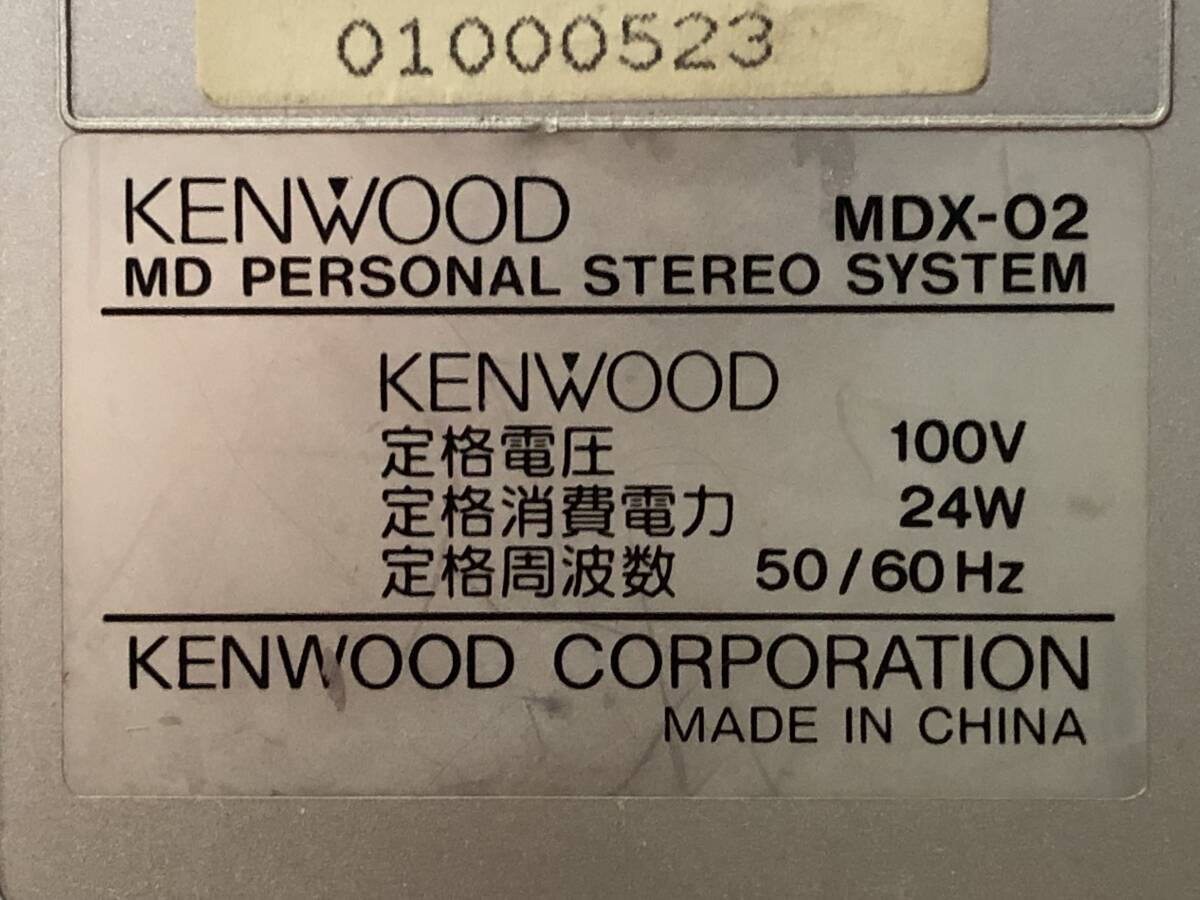 01000523
KENWOOD MDX-02
MD PERSONAL STEREO SYSTEM
KENWOOD
定格電圧 100V
定格消費電力 24W
定格周波数 50/60Hz
KENWOOD CORPORATION
MADE IN CHINA